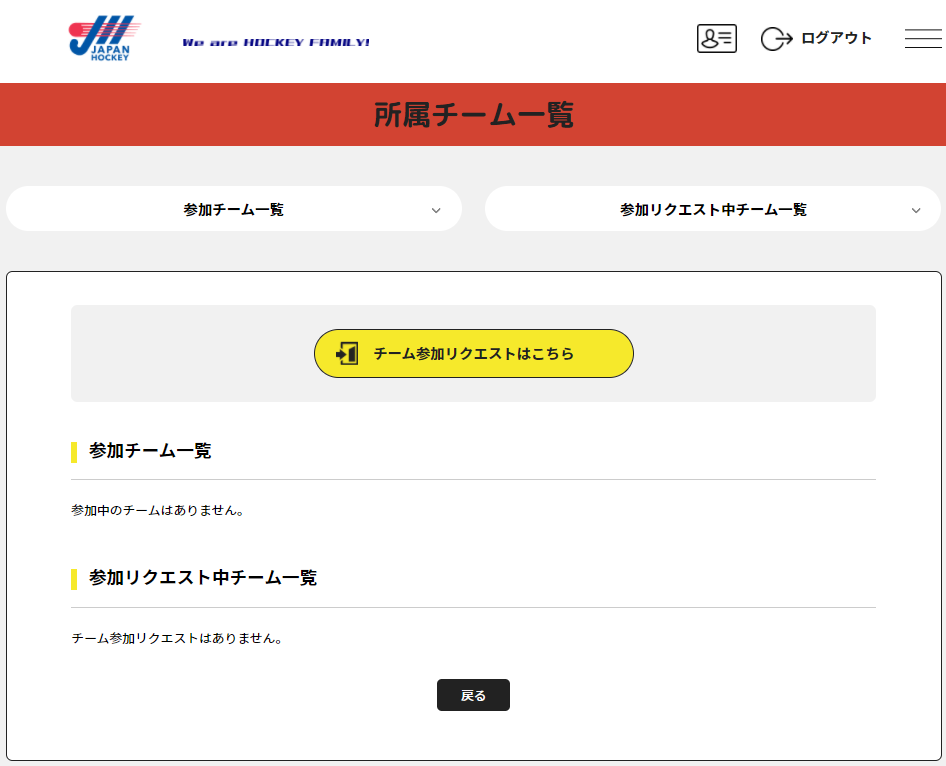 JAPAN
HOCKEY
We are HOCKEY FAMILY!
ログアウト
所属チーム一覧
参加チーム一覧
参加リクエスト中チーム一覧
チーム参加リクエストはこちら
参加チーム一覧
参加中のチームはありません。
参加リクエスト中チーム一覧
チーム参加リクエストはありません。
戻る